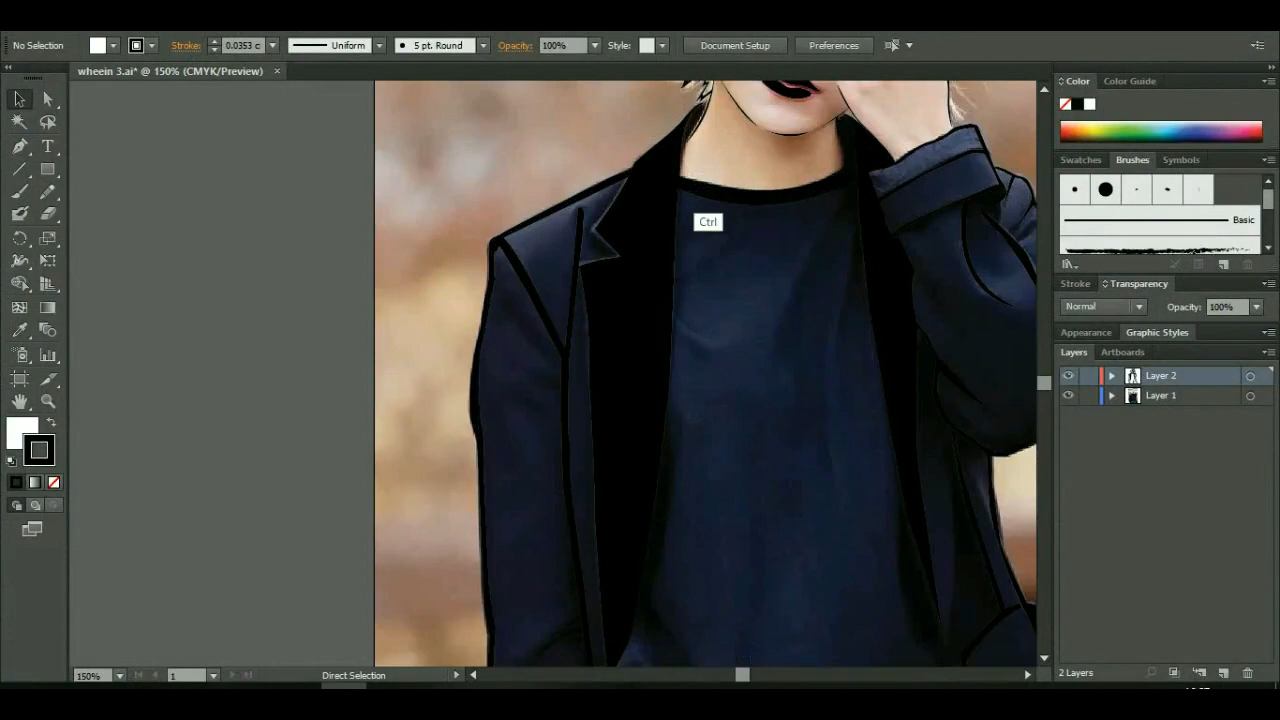 No Selection Stroke: 0.0353 c Uniform 5 pt. Round Opacity: 100% Style: Document Setup Preferences
wheein 3.ai* @ 150% (CMYK/Preview) ×
Color Color Guide
Swatches Brushes Symbols
Basic
Ctrl
Stroke Transparency
Normal Opacity: 100%
Appearance Graphic Styles
Layers Artboards
Layer 2
Layer 1
150% 1 Direct Selection 2 Layers